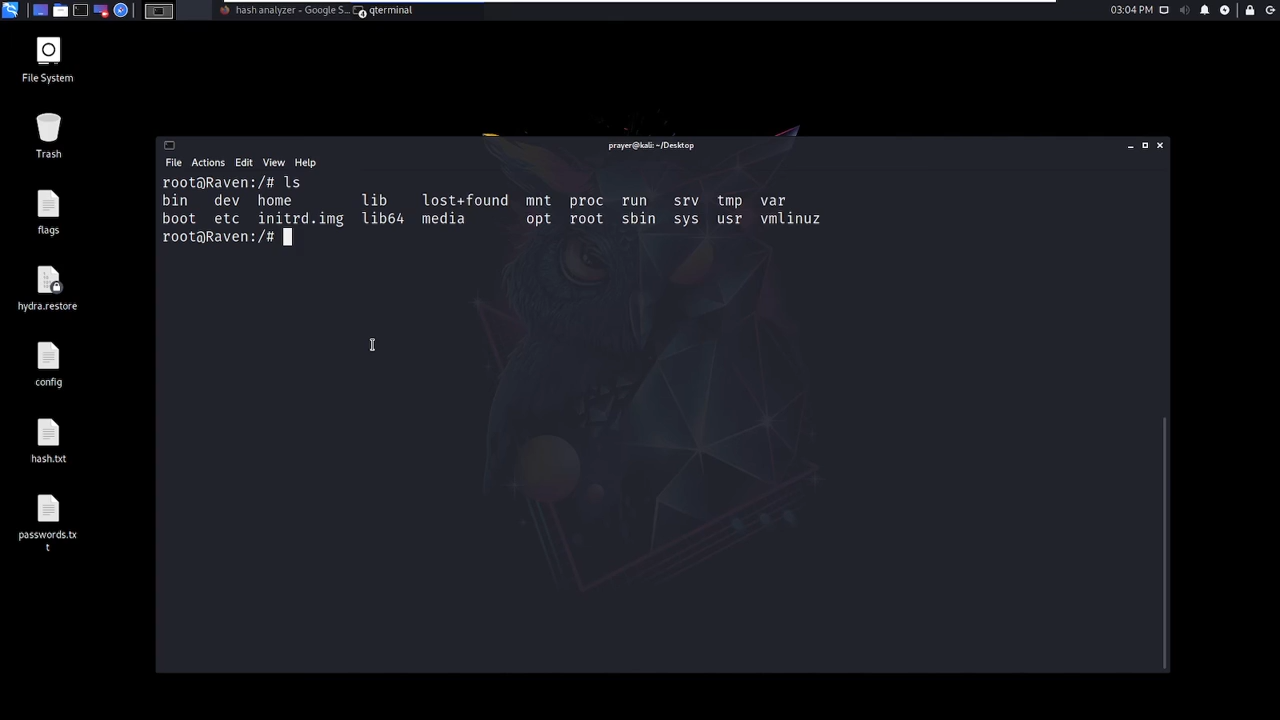 hash analyzer - Google S...
qterminal
03:04 PM
File System
Trash
flags
hydra.restore
config
hash.txt
passwords.tx
t
prayer@kali: ~/Desktop
File Actions Edit View Help
root@Raven:/# ls
bin dev home lib lost+found mnt proc run srv tmp var
boot etc initrd.img lib64 media opt root sbin sys usr vmlinuz
root@Raven:/#